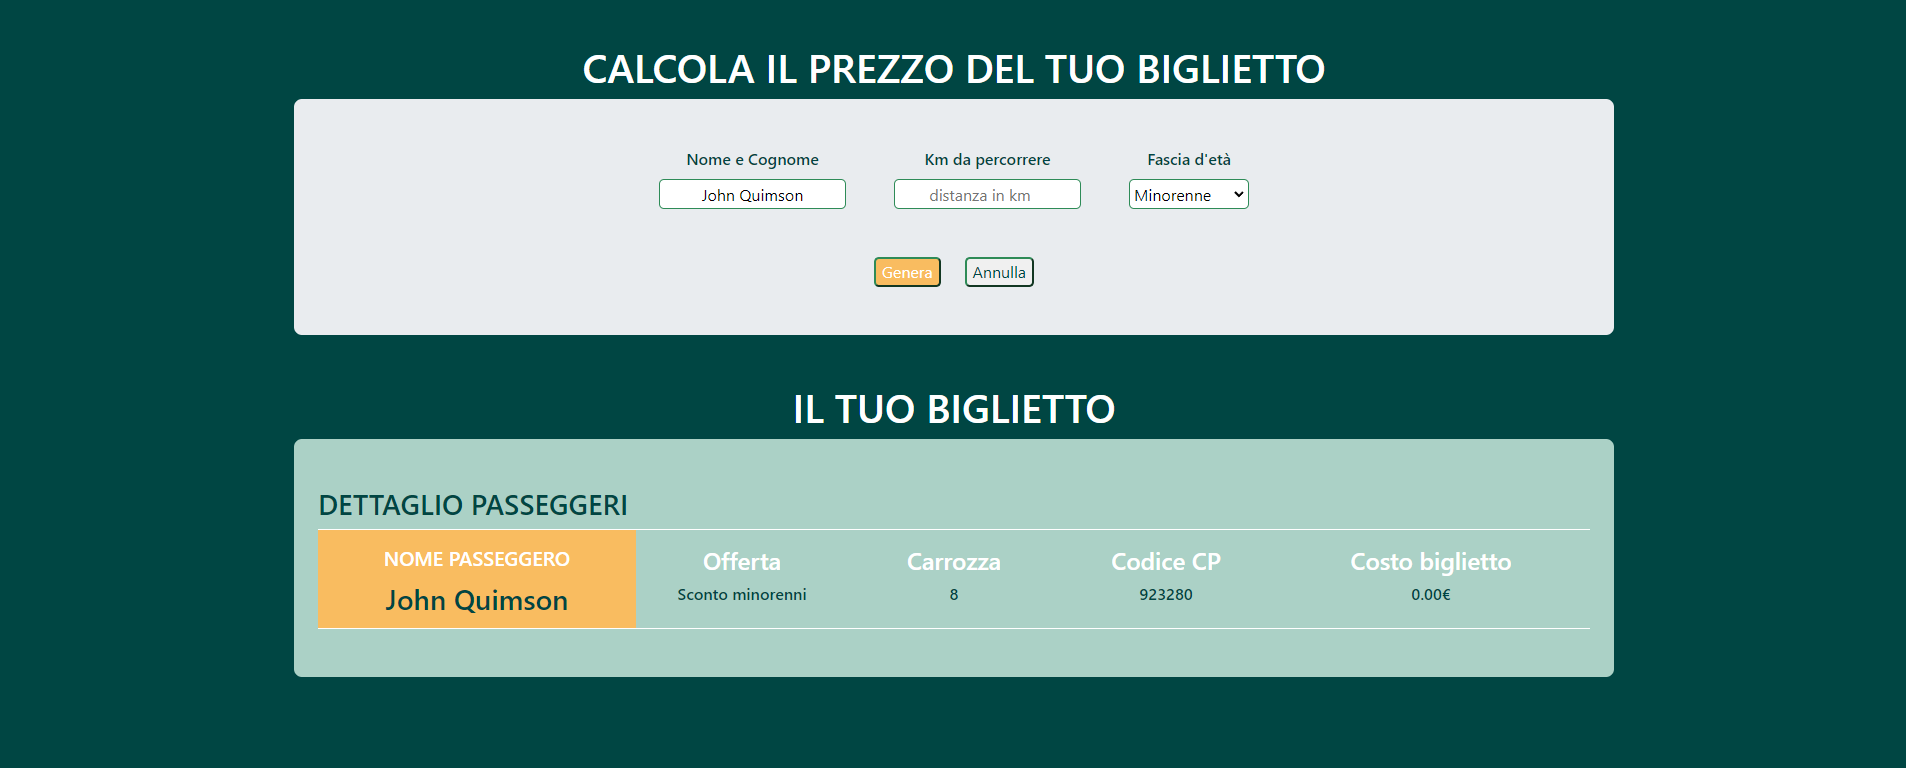 CALCOLA IL PREZZO DEL TUO BIGLIETTO
Nome e Cognome Km da percorrere Fascia d'età
John Quimson distanza in km Minorenne
Genera Annulla
IL TUO BIGLIETTO
DETTAGLIO PASSEGGERI
NOME PASSEGGERO Offerta Carrozza Codice CP Costo biglietto
John Quimson Sconto minorenni 8 923280 0.00€